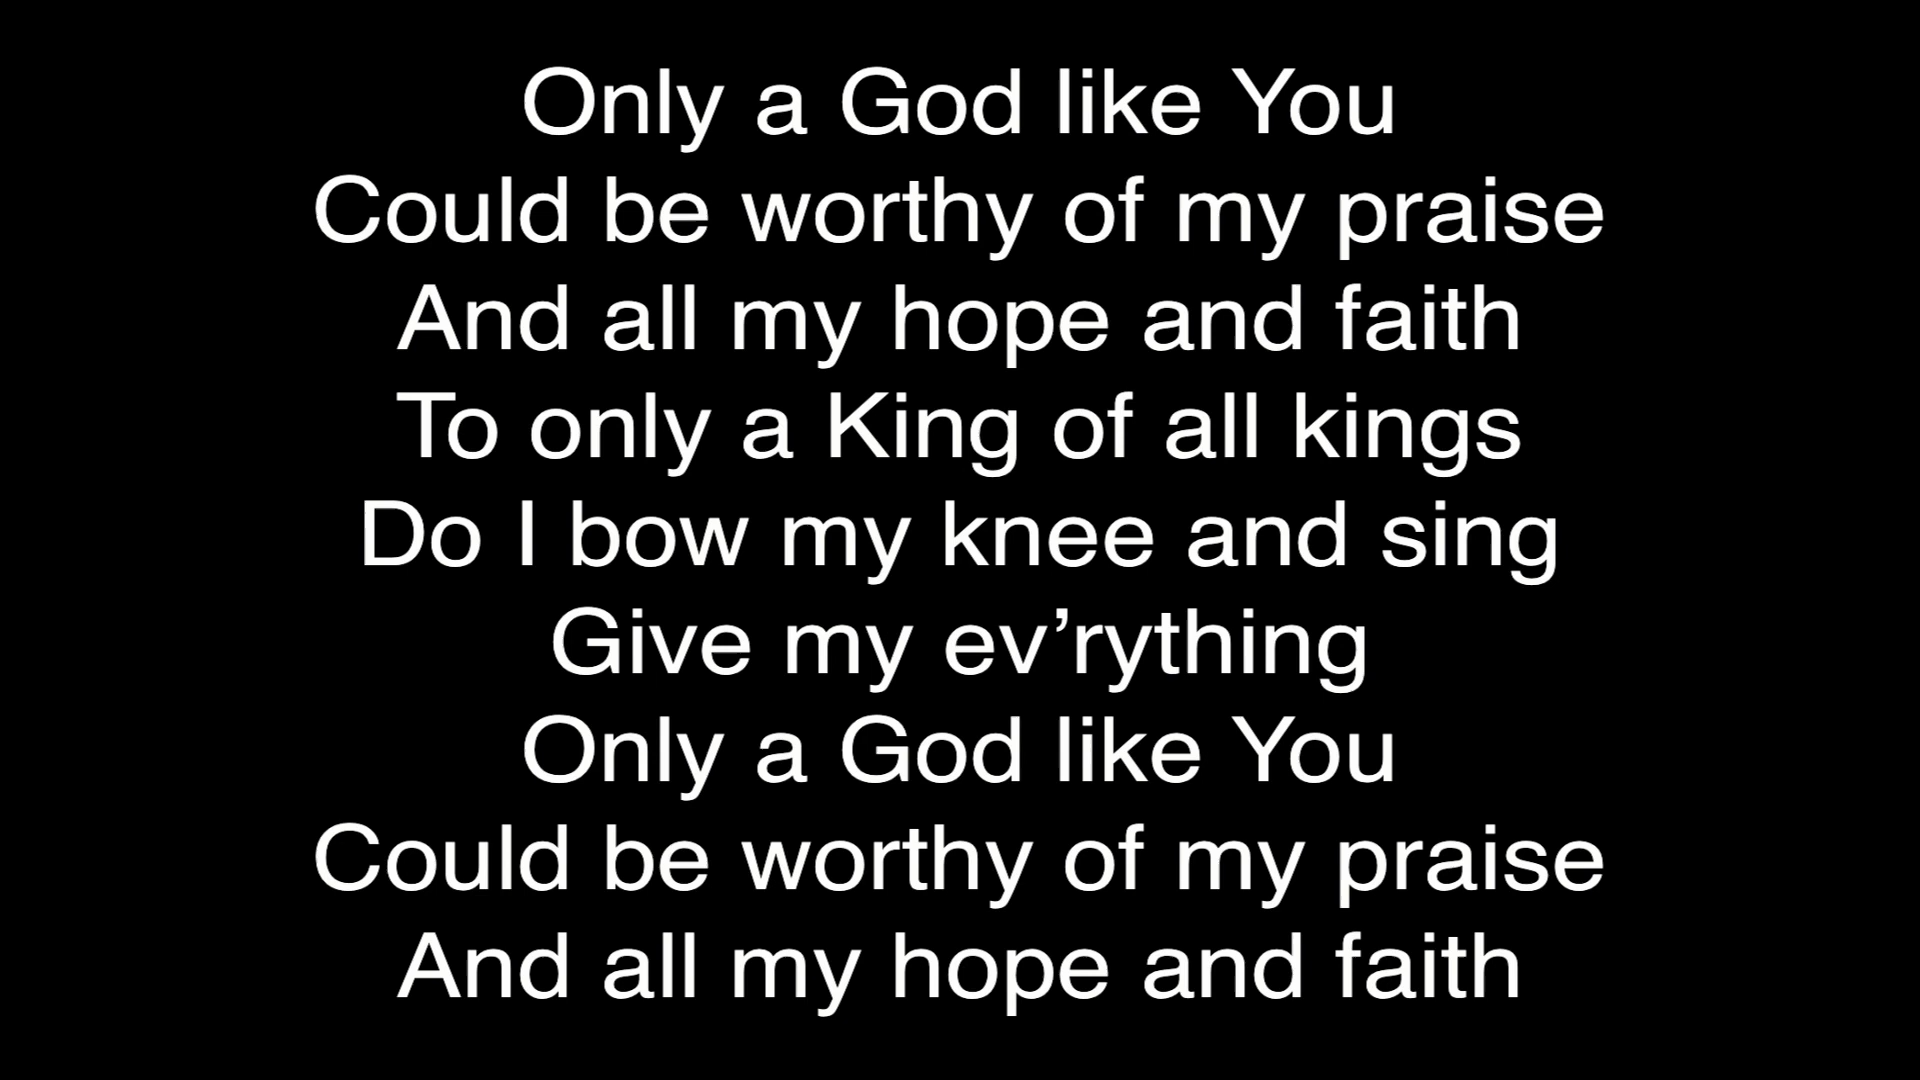 Only a God like You
Could be worthy of my praise
And all my hope and faith
To only a King of all kings
Do I bow my knee and sing
Give my ev’rything
Only a God like You
Could be worthy of my praise
And all my hope and faith